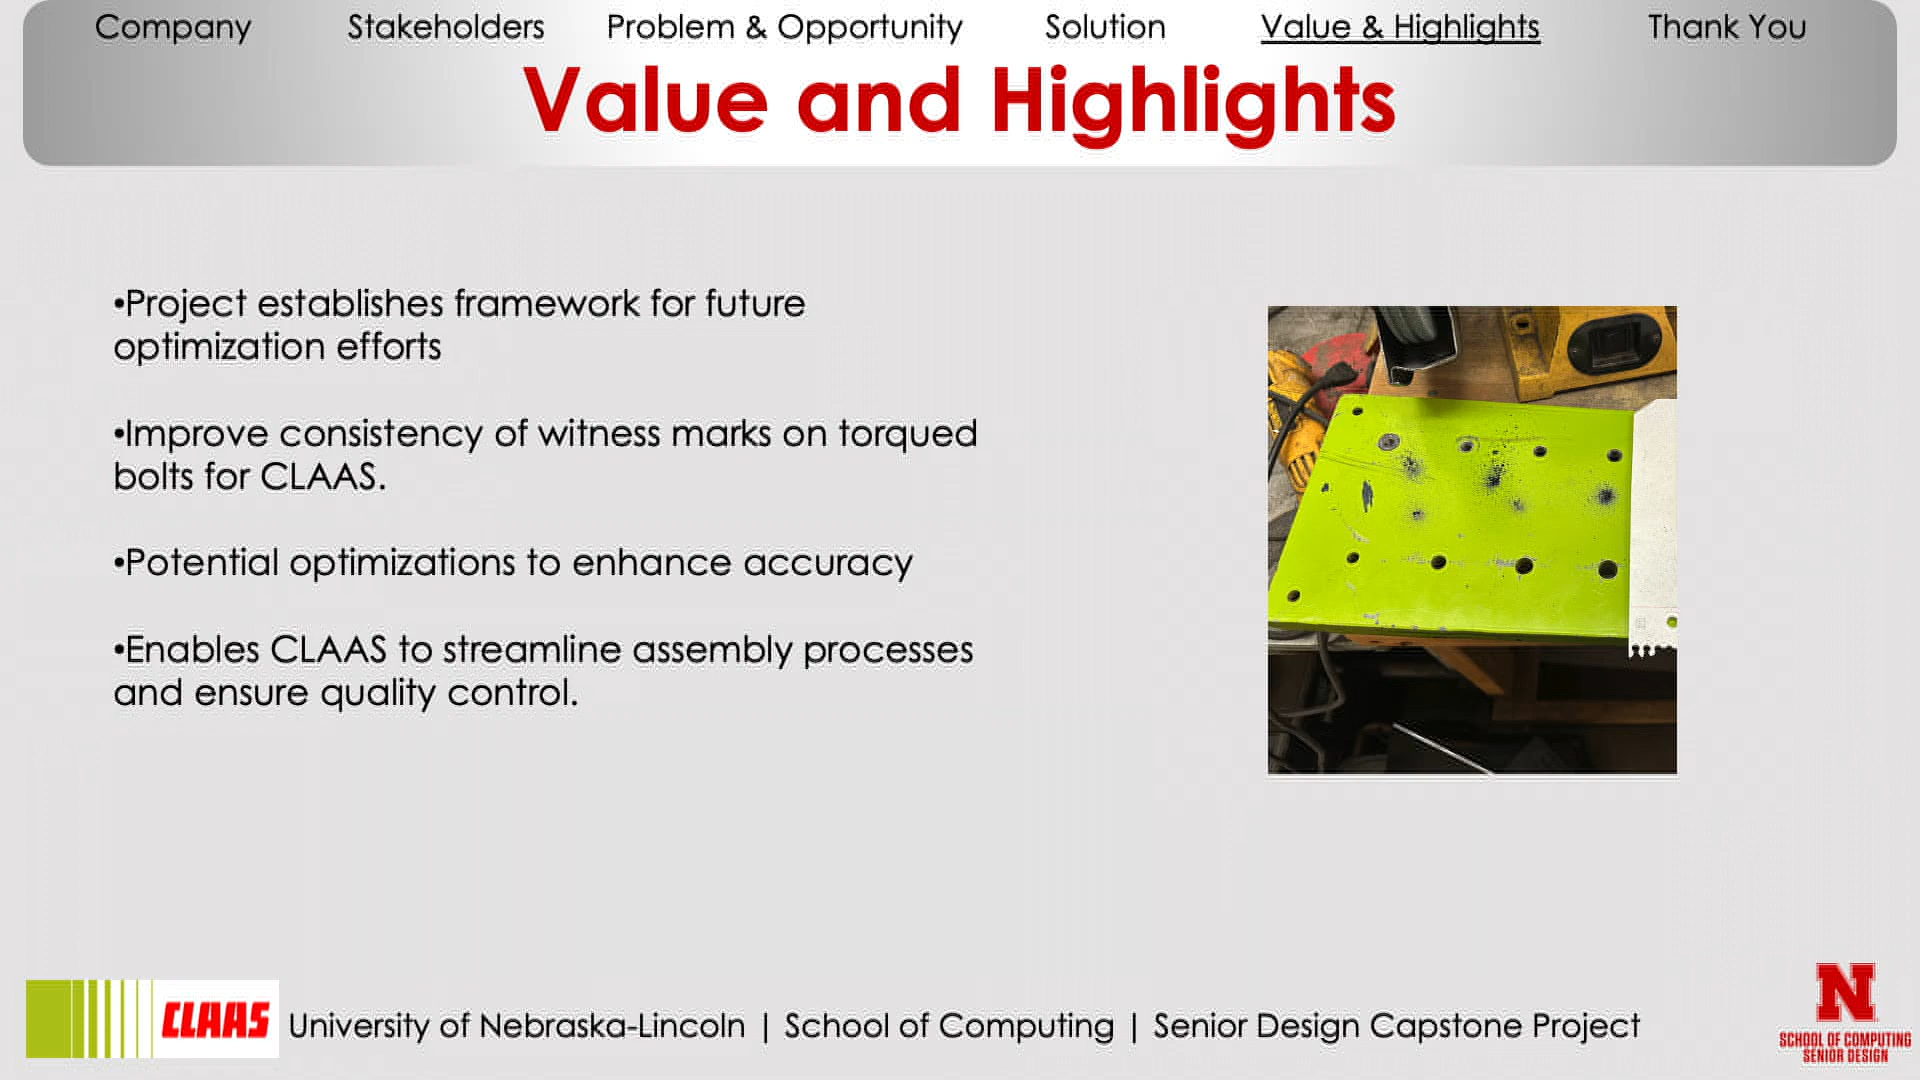 Company Stakeholders Problem & Opportunity Solution Value & Highlights Thank You
Value and Highlights
•Project establishes framework for future
optimization efforts
•Improve consistency of witness marks on torqued
bolts for CLAAS.
•Potential optimizations to enhance accuracy
•Enables CLAAS to streamline assembly processes
and ensure quality control.
CLAAS University of Nebraska-Lincoln | School of Computing | Senior Design Capstone Project
N
SCHOOL OF COMPUTING
SENIOR DESIGN